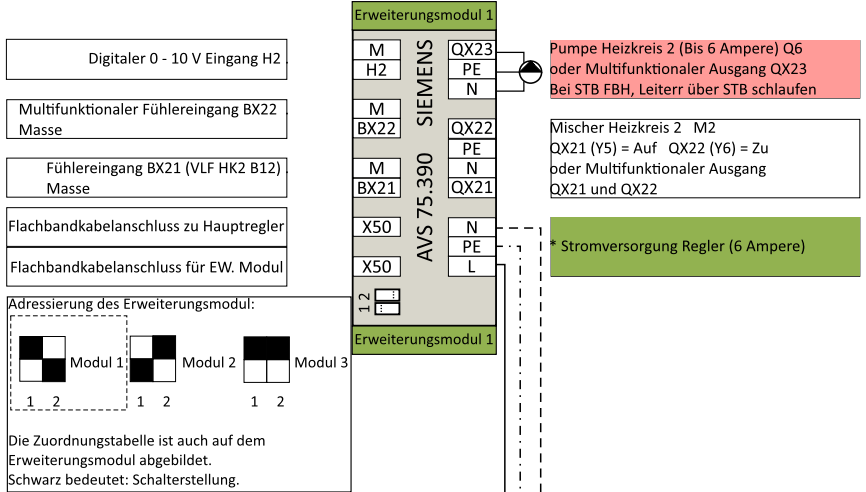 Erweiterungsmodul 1
Digitaler 0 - 10 V Eingang H2 .
Multifunktionaler Fühlereingang BX22 .
Masse
Fühlereingang BX21 (VLF HK2 B12) .
Masse
Flachbandkabelanschluss zu Hauptregler
Flachbandkabelanschluss für EW. Modul
M
H2
M
BX22
M
BX21
X50
X50
1 2
SIEMENS
AVS 75.390
QX23
PE
N
QX22
PE
N
QX21
N
PE
L
Erweiterungsmodul 1
Pumpe Heizkreis 2 (Bis 6 Ampere) Q6
oder Multifunktionaler Ausgang QX23
Bei STB FBH, Leiterr über STB schlaufen
Mischer Heizkreis 2 M2
QX21 (Y5) = Auf QX22 (Y6) = Zu
oder Multifunktionaler Ausgang
QX21 und QX22
* Stromversorgung Regler (6 Ampere)
Adressierung des Erweiterungsmodul:
Modul 1 Modul 2 Modul 3
1 2 1 2 1 2
Die Zuordnungstabelle ist auch auf dem
Erweiterungsmodul abgebildet.
Schwarz bedeutet: Schalterstellung.